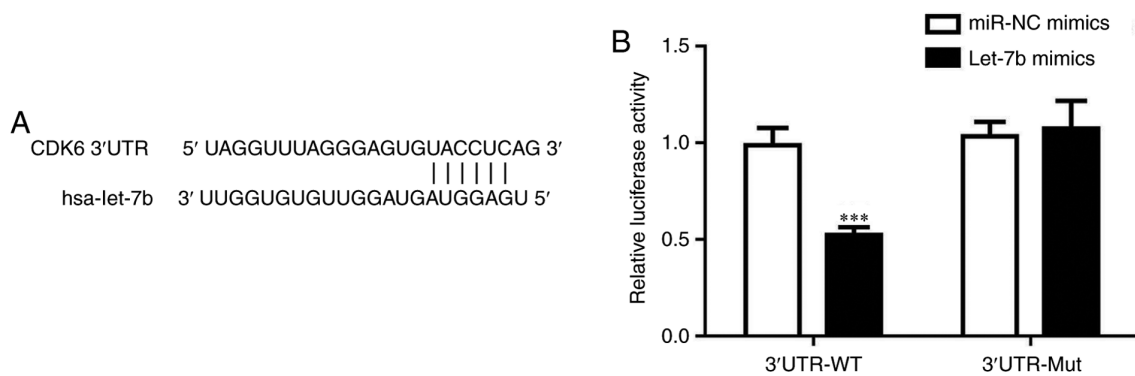 A
CDK6 3′UTR 5′ UAGGUUUAGGGAGUGUACCUCAG 3′
hsa-let-7b 3′ UUGGUGUGUUGGAUGAUGGAGU 5′
B
miR-NC mimics
Let-7b mimics
Relative luciferase activity
1.5
1.0
0.5
0.0
***
3′UTR-WT 3′UTR-Mut